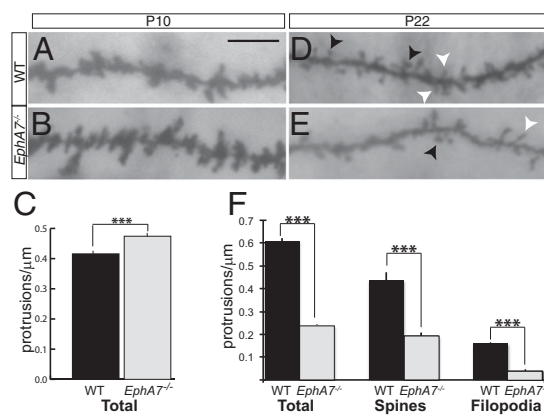 P10
P22
WT
EphA7-/-
A
B
D
E
C
protrusions/μm
0.5
0.4
0.3
0.2
0.1
0.0
***
WT EphA7-/-
Total
F
protrusions/μm
0.7
0.6
0.5
0.4
0.3
0.2
0.1
***
***
***
WT EphA7-/- WT EphA7-/- WT EphA7-/-
Total Spines Filopodia